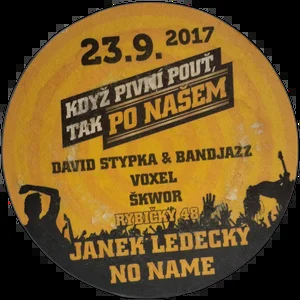 23.9. 2017
KDYŽ PIVNÍ POUŤ,
TAK PO NAŠEM
DAVID STYPKA & BANDJAZZ
VOXEL
ŠKWOR
RYBIČKY 48
JANEK LEDECKÝ
NO NAME